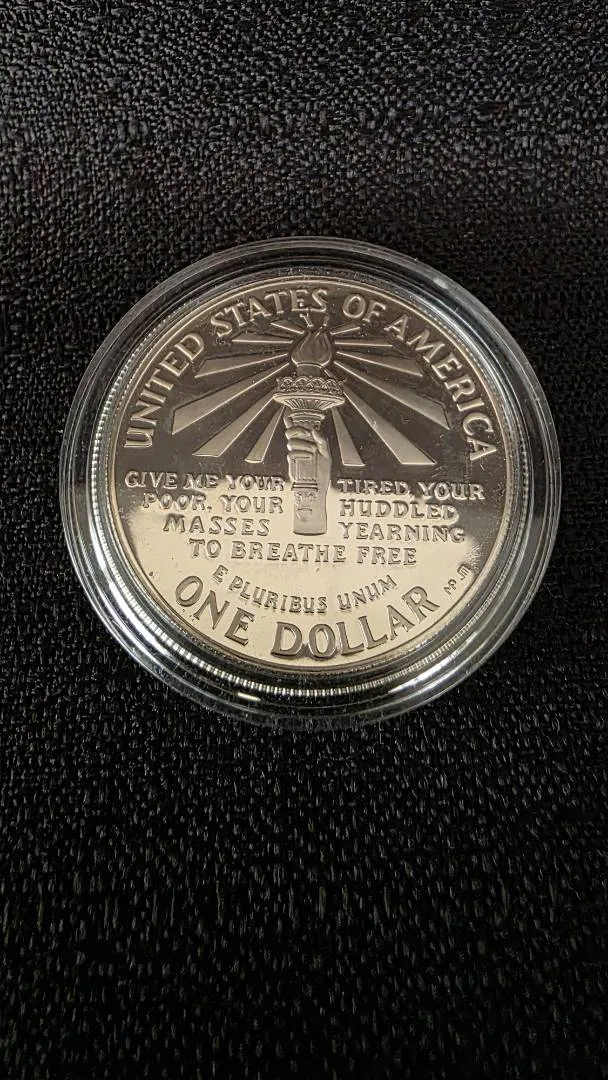 UNITED STATES OF AMERICA
GIVE ME YOUR TIRED, YOUR
POOR, YOUR HUDDLED
MASSES YEARNING
TO BREATHE FREE
E PLURIBUS UNUM
ONE DOLLAR